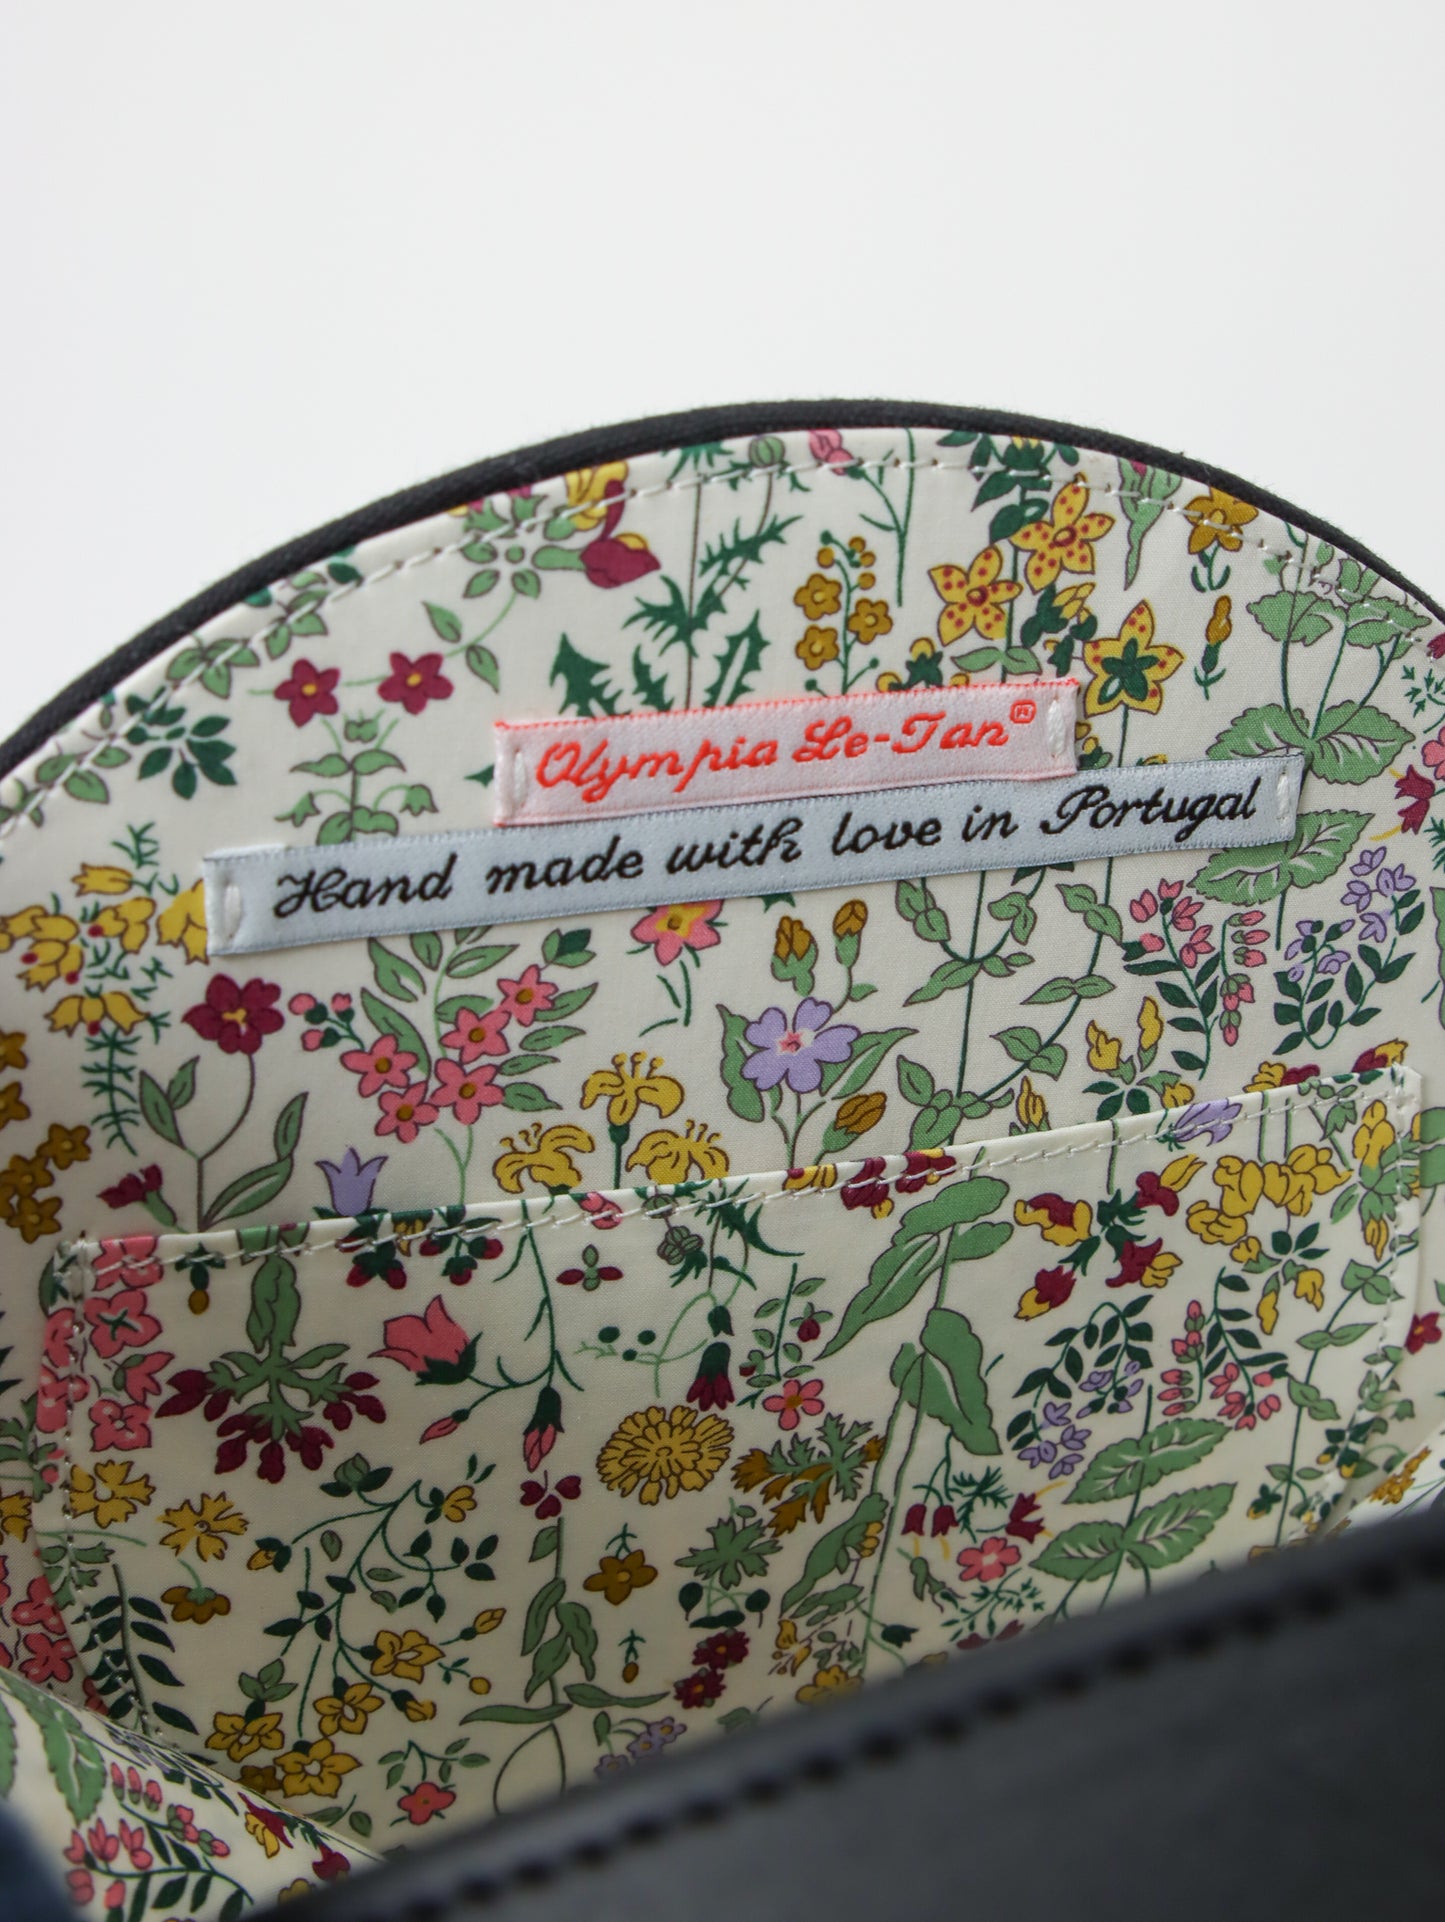 Olympia Le-Tan®
Hand made with love in Portugal